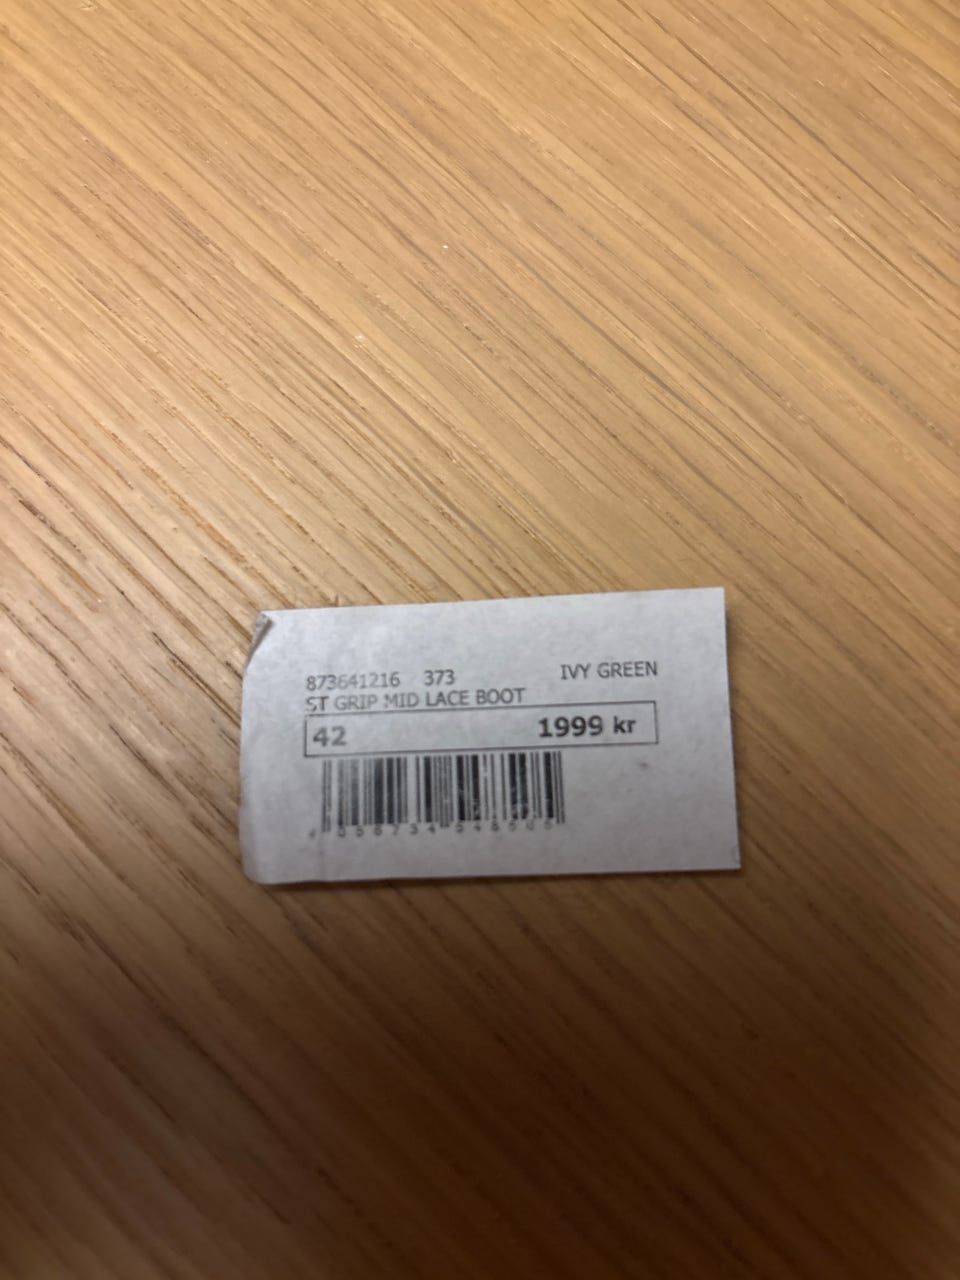 873641216 373 IVY GREEN
ST GRIP MID LACE BOOT
42 1999 kr